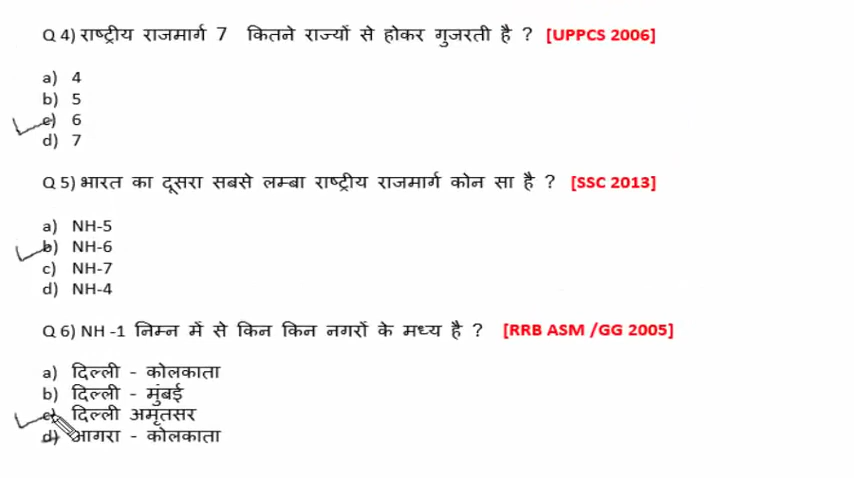 Q 4) राष्ट्रीय राजमार्ग 7 कितने राज्यों से होकर गुजरती है ? [UPPCS 2006]
a) 4
b) 5
c) 6
d) 7
Q 5) भारत का दूसरा सबसे लम्बा राष्ट्रीय राजमार्ग कोन सा है ? [SSC 2013]
a) NH-5
b) NH-6
c) NH-7
d) NH-4
Q 6) NH -1 निम्न में से किन किन नगरों के मध्य है ? [RRB ASM /GG 2005]
a) दिल्ली - कोलकाता
b) दिल्ली - मुंबई
c) दिल्ली अमृतसर
d) आगरा - कोलकाता